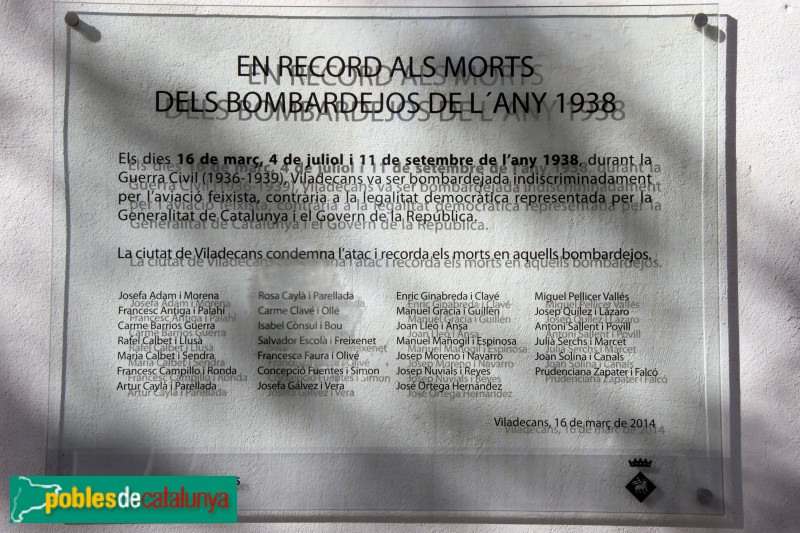 EN RECORD ALS MORTS
DELS BOMBARDEJOS DE L´ANY 1938
Els dies 16 de març, 4 de juliol i 11 de setembre de l'any 1938, durant la
Guerra Civil (1936-1939), Viladecans va ser bombardejada indiscriminadament
per l'aviació feixista, contrària a la legalitat democràtica representada per la
Generalitat de Catalunya i el Govern de la República.
La ciutat de Viladecans condemna l'atac i recorda els morts en aquells bombardejos.
Josefa Adam i Morena
Francesc Antiga i Palahí
Carme Barrios Guerra
Rafel Calbet i Llusà
Maria Calbet i Sendra
Francesc Campillo i Ronda
Artur Caylà i Parellada
Rosa Caylà i Parellada
Carme Clavé i Ollé
Isabel Cònsul i Bou
Salvador Escolà i Freixenet
Francesca Faura i Olivé
Concepció Fuentes i Simon
Josefa Gálvez i Vera
Enric Ginabreda i Clavé
Manuel Gràcia i Guillén
Joan Lleó i Ansa
Manuel Mañogil i Espinosa
Josep Moreno i Navarro
Josep Nuvials i Reyes
José Ortega Hernández
Miguel Pellicer Vallés
Josep Quílez i Lázaro
Antoni Sallent i Povill
Julia Serchs i Marcet
Joan Solina i Canals
Prudenciana Zapater i Falcó
Viladecans, 16 de març de 2014
poblesdecatalunya